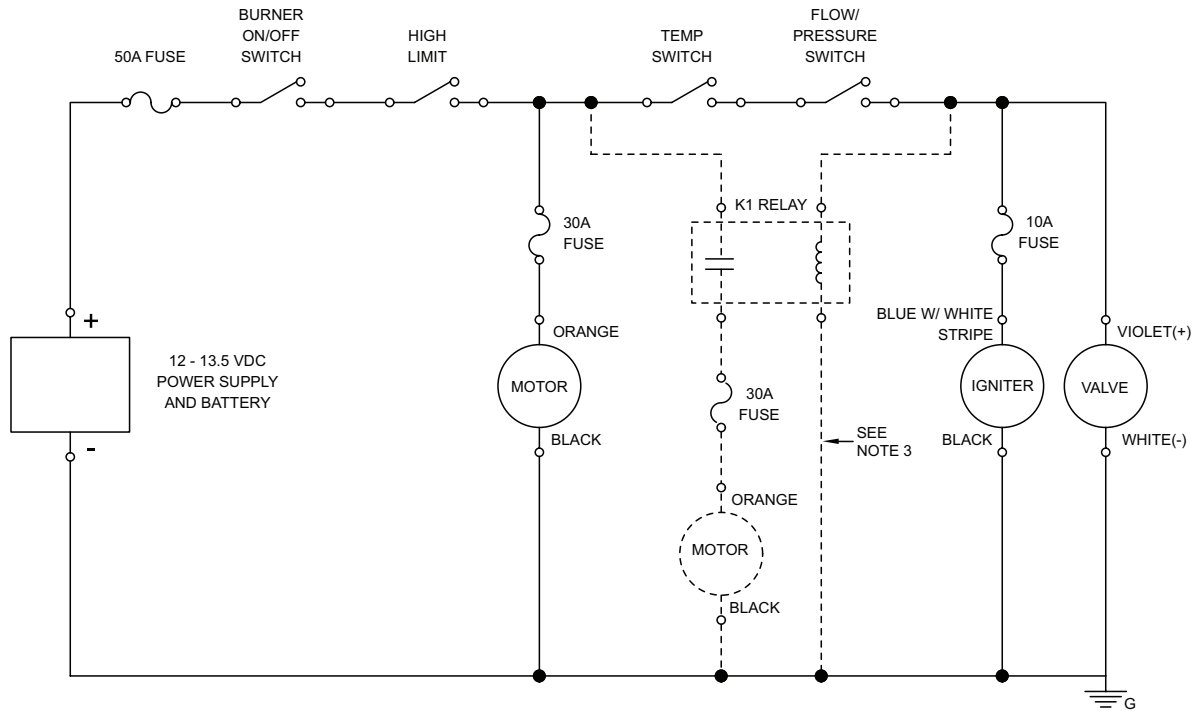 50A FUSE
BURNER
ON/OFF
SWITCH
HIGH
LIMIT
TEMP
SWITCH
FLOW/
PRESSURE
SWITCH
+
12 - 13.5 VDC
POWER SUPPLY
AND BATTERY
-
30A
FUSE
ORANGE
MOTOR
BLACK
K1 RELAY
30A
FUSE
ORANGE
MOTOR
BLACK
SEE
NOTE 3
10A
FUSE
BLUE W/ WHITE
STRIPE
IGNITER
BLACK
VIOLET(+)
VALVE
WHITE(-)
G